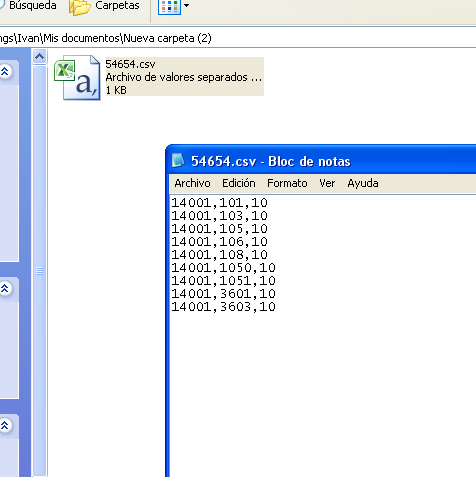 Búsqueda
Carpetas
ngs\Ivan\Mis documentos\Nueva carpeta (2)
54654.csv
Archivo de valores separados ...
1 KB
a,
54654.csv - Bloc de notas
Archivo Edición Formato Ver Ayuda
14001,101,10
14001,103,10
14001,105,10
14001,106,10
14001,108,10
14001,1050,10
14001,1051,10
14001,3601,10
14001,3603,10